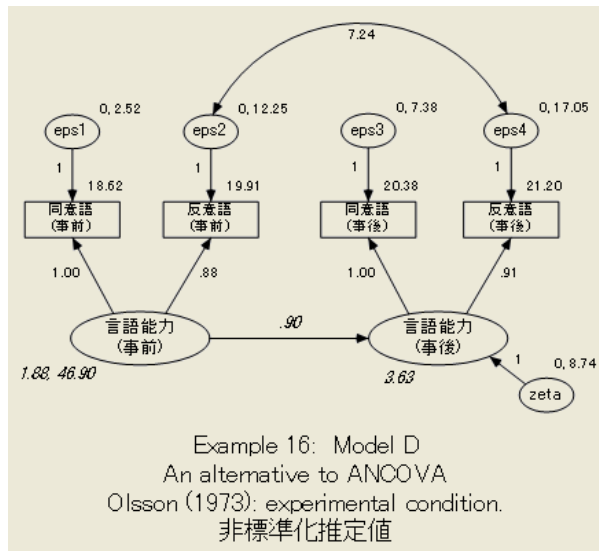 7.24
0, 2.52
0, 12.25
0, 7.38
0, 17.05
eps1
eps2
eps3
eps4
1
1
1
1
18.62
19.91
20.38
21.20
同意語
(事前)
反意語
(事前)
同意語
(事後)
反意語
(事後)
1.00
.88
1.00
.91
言語能力
(事前)
.90
言語能力
(事後)
1.88, 46.90
3.63
1
0, 8.74
zeta
Example 16: Model D
An alternative to ANCOVA
Olsson (1973): experimental condition.
非標準化推定値